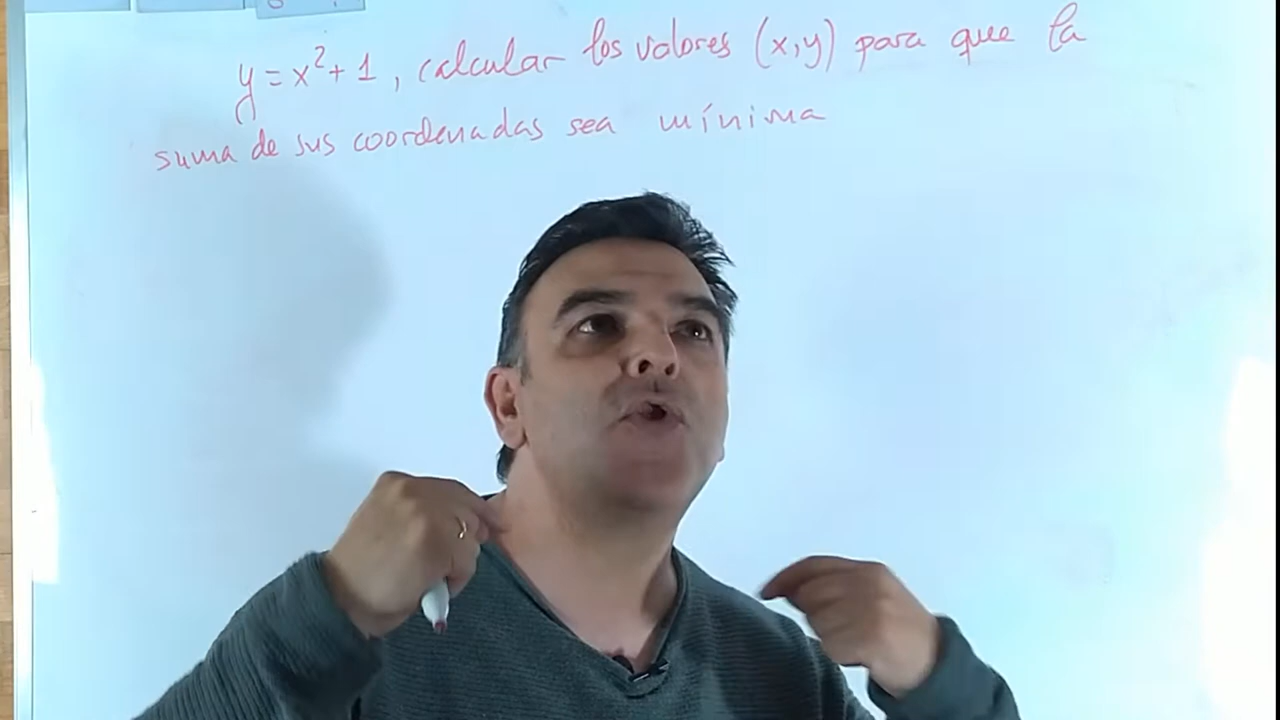 y = x² + 1, calcular los valores (x,y) para que la
suma de sus coordenadas sea mínima